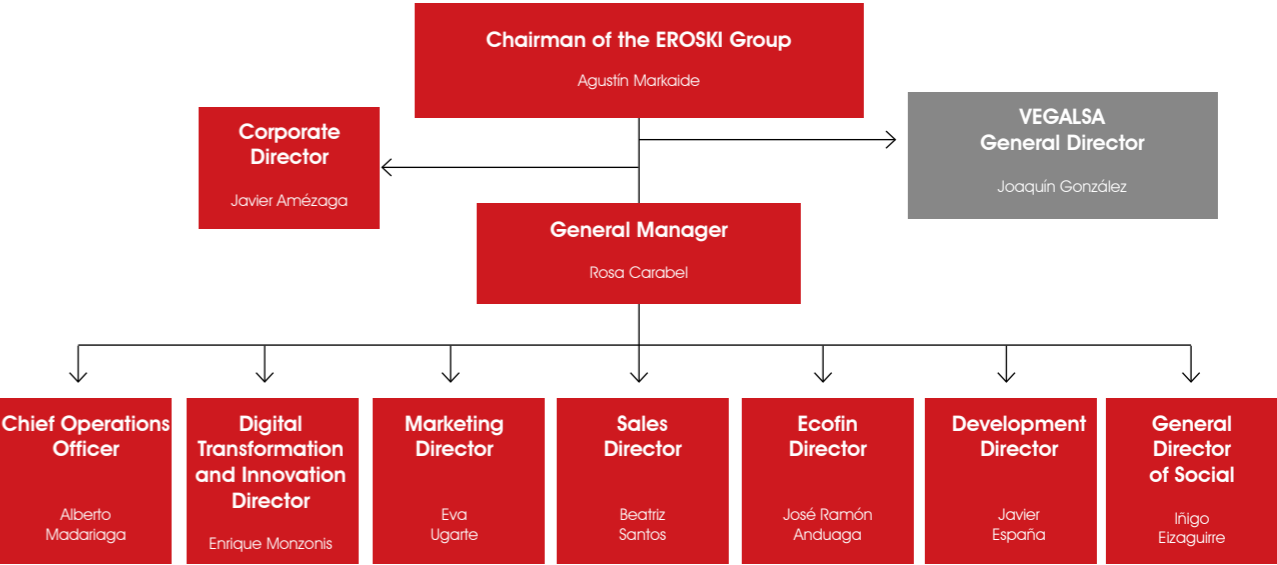 Chairman of the EROSKI Group
Agustín Markaide
Corporate
Director
Javier Amézaga
VEGALSA
General Director
Joaquín González
General Manager
Rosa Carabel
Chief Operations
Officer
Alberto
Madariaga
Digital
Transformation
and Innovation
Director
Enrique Monzonis
Marketing
Director
Eva
Ugarte
Sales
Director
Beatriz
Santos
Ecofin
Director
José Ramón
Anduaga
Development
Director
Javier
España
General
Director
of Social
Iñigo
Eizaguirre